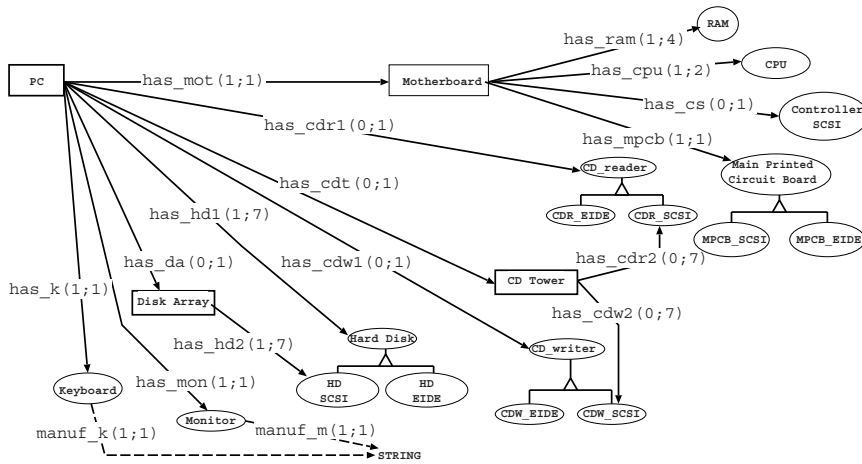 RAM
has_ram(1;4)
PC
has_mot(1;1)
Motherboard
has_cpu(1;2)
CPU
has_cs(0;1)
Controller
SCSI
has_cdr1(0;1)
has_mpcb(1;1)
CD_reader
Main Printed
Circuit Board
has_cdt(0;1)
has_hd1(1;7)
CDR_EIDE
CDR_SCSI
MPCB_SCSI
MPCB_EIDE
has_da(0;1)
has_cdw1(0;1)
has_cdr2(0;7)
has_k(1;1)
CD Tower
Disk Array
has_cdw2(0;7)
has_hd2(1;7)
Hard Disk
CD_writer
has_mon(1;1)
HD
SCSI
HD
EIDE
Keyboard
Monitor
CDW_EIDE
CDW_SCSI
manuf_k(1;1)
manuf_m(1;1)
STRING